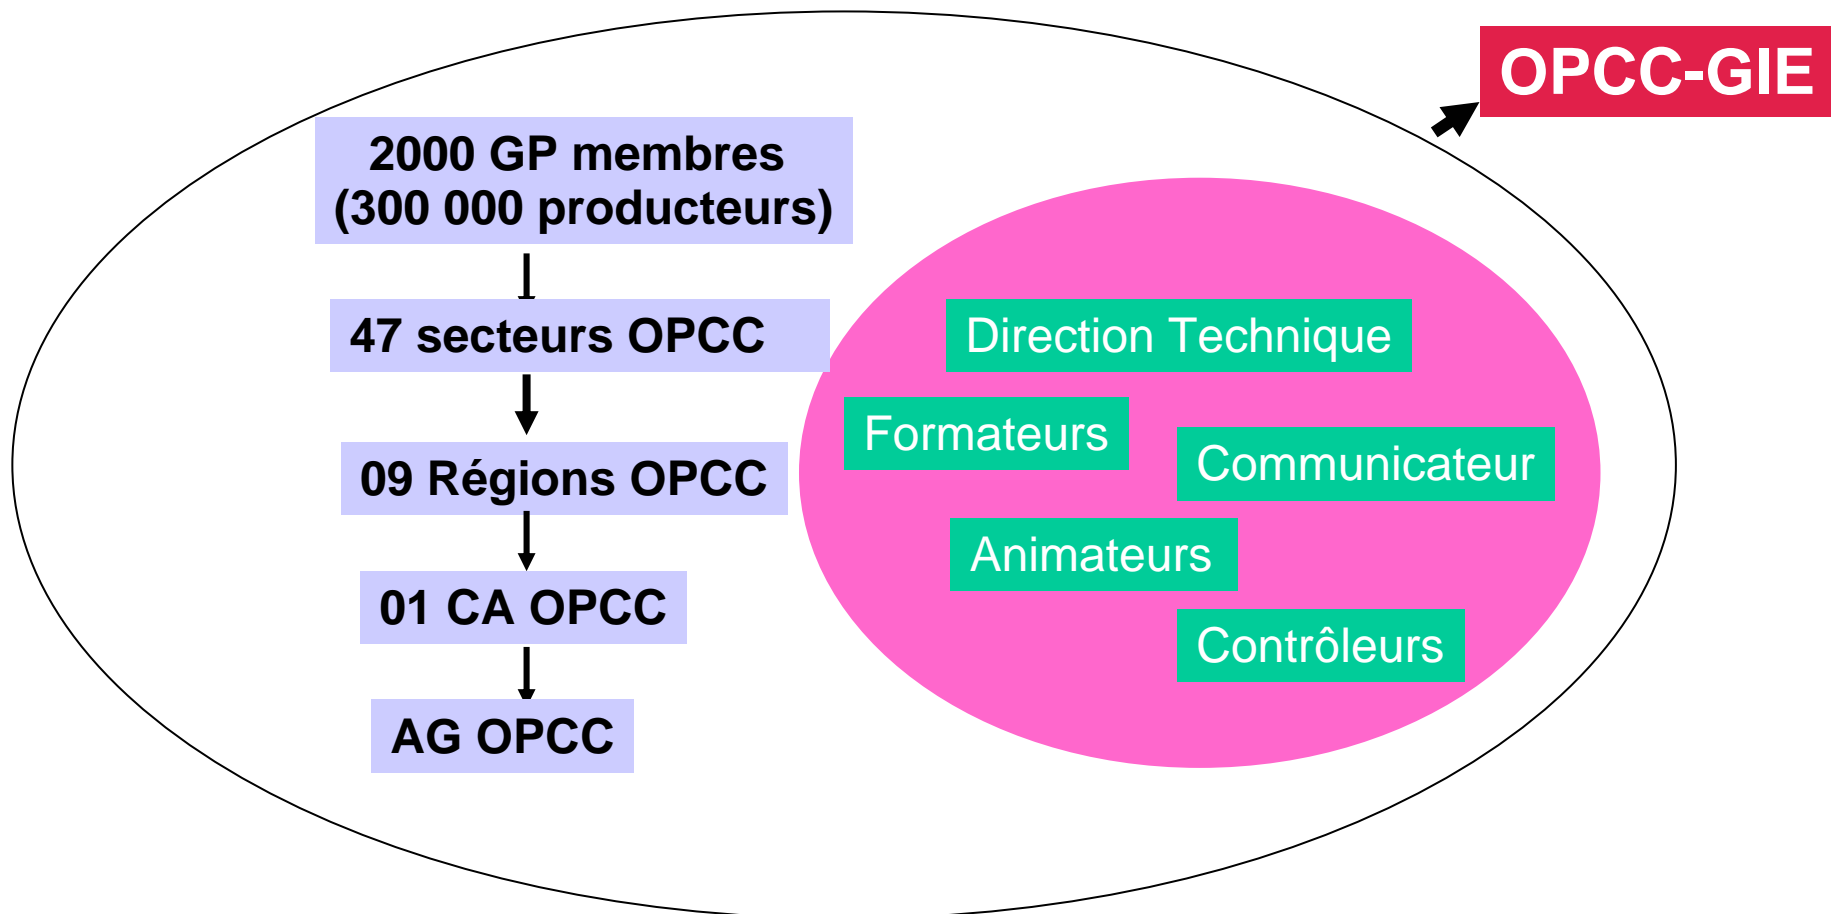 OPCC-GIE
2000 GP membres
(300 000 producteurs)
47 secteurs OPCC
09 Régions OPCC
01 CA OPCC
AG OPCC
Direction Technique
Formateurs
Communicateur
Animateurs
Contrôleurs